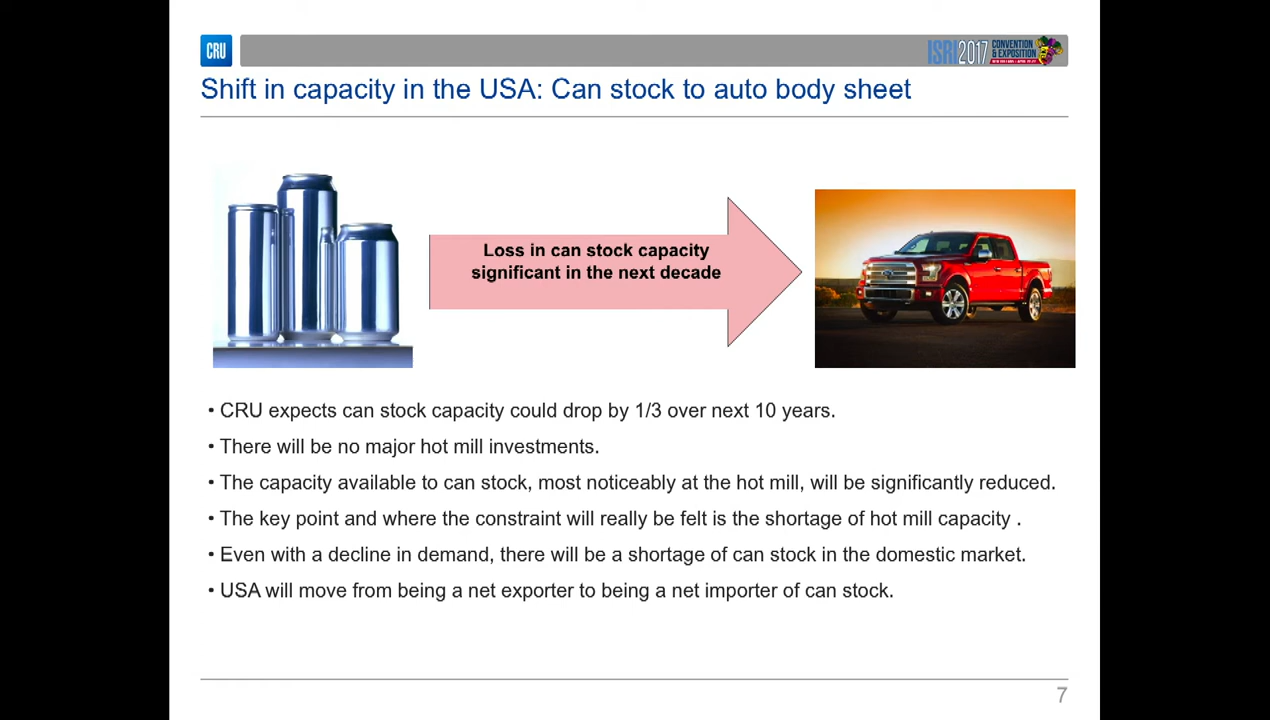 CRU
ISRI2017 CONVENTION
& EXPOSITION
Shift in capacity in the USA: Can stock to auto body sheet
Loss in can stock capacity
significant in the next decade
• CRU expects can stock capacity could drop by 1/3 over next 10 years.
• There will be no major hot mill investments.
• The capacity available to can stock, most noticeably at the hot mill, will be significantly reduced.
• The key point and where the constraint will really be felt is the shortage of hot mill capacity .
• Even with a decline in demand, there will be a shortage of can stock in the domestic market.
• USA will move from being a net exporter to being a net importer of can stock.
7